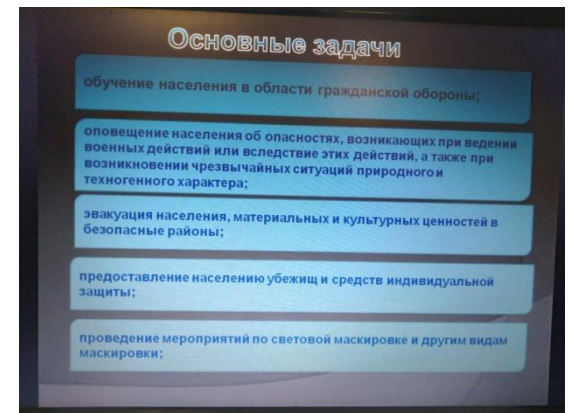 Основные задачи
обучение населения в области гражданской обороны;
оповещение населения об опасностях, возникающих при ведении
военных действий или вследствие этих действий, а также при
возникновении чрезвычайных ситуаций природного и
техногенного характера;
эвакуация населения, материальных и культурных ценностей в
безопасные районы;
предоставление населению убежищ и средств индивидуальной
защиты;
проведение мероприятий по световой маскировке и другим видам
маскировки;